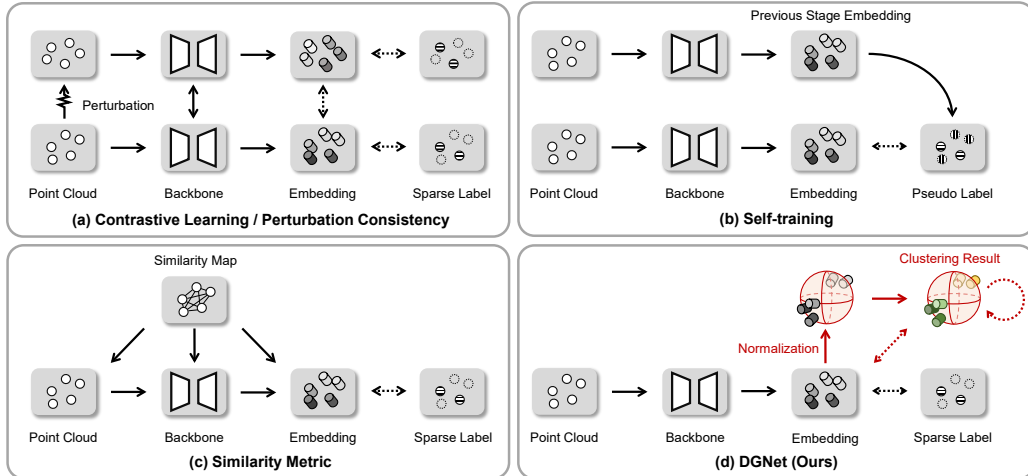 Perturbation
Point Cloud Backbone Embedding Sparse Label
(a) Contrastive Learning / Perturbation Consistency
Previous Stage Embedding
Point Cloud Backbone Embedding Pseudo Label
(b) Self-training
Similarity Map
Point Cloud Backbone Embedding Sparse Label
(c) Similarity Metric
Clustering Result
Normalization
Point Cloud Backbone Embedding Sparse Label
(d) DGNet (Ours)